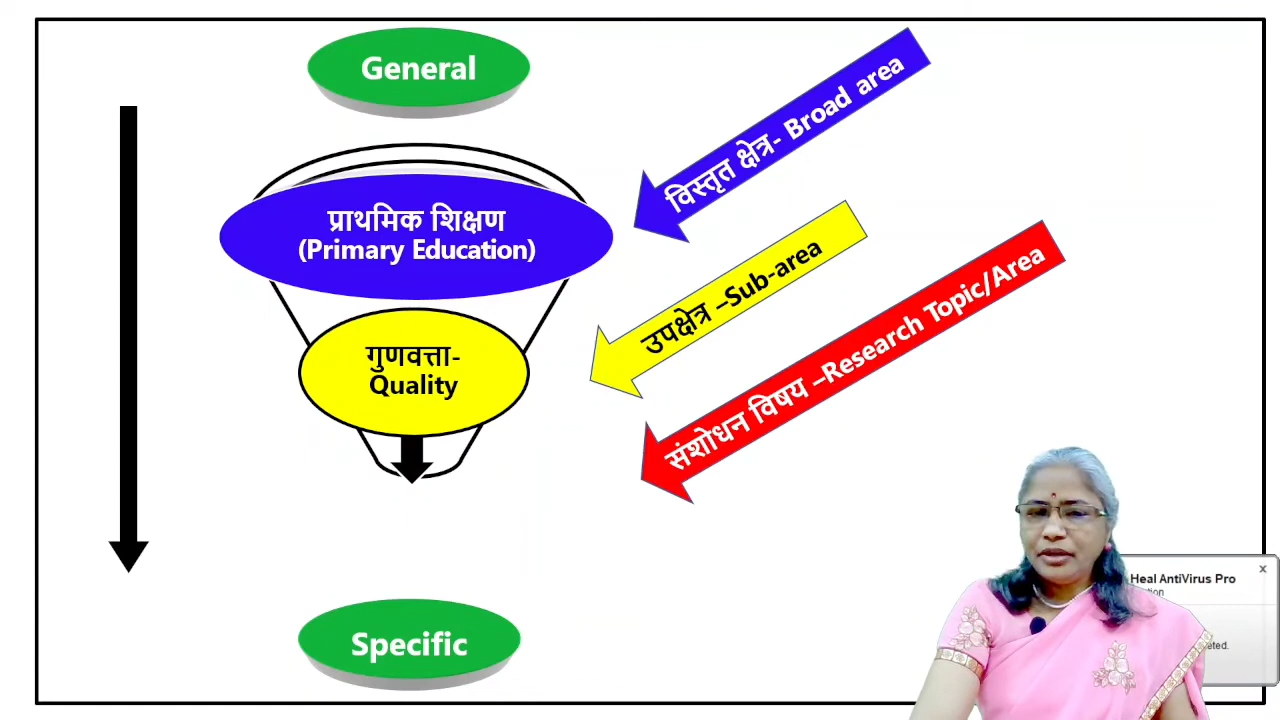 General
विस्तृत क्षेत्र- Broad area
प्राथमिक शिक्षण
(Primary Education)
उपक्षेत्र –Sub-area
संशोधन विषय –Research Topic/Area
गुणवत्ता-
Quality
Heal AntiVirus Pro
Specific